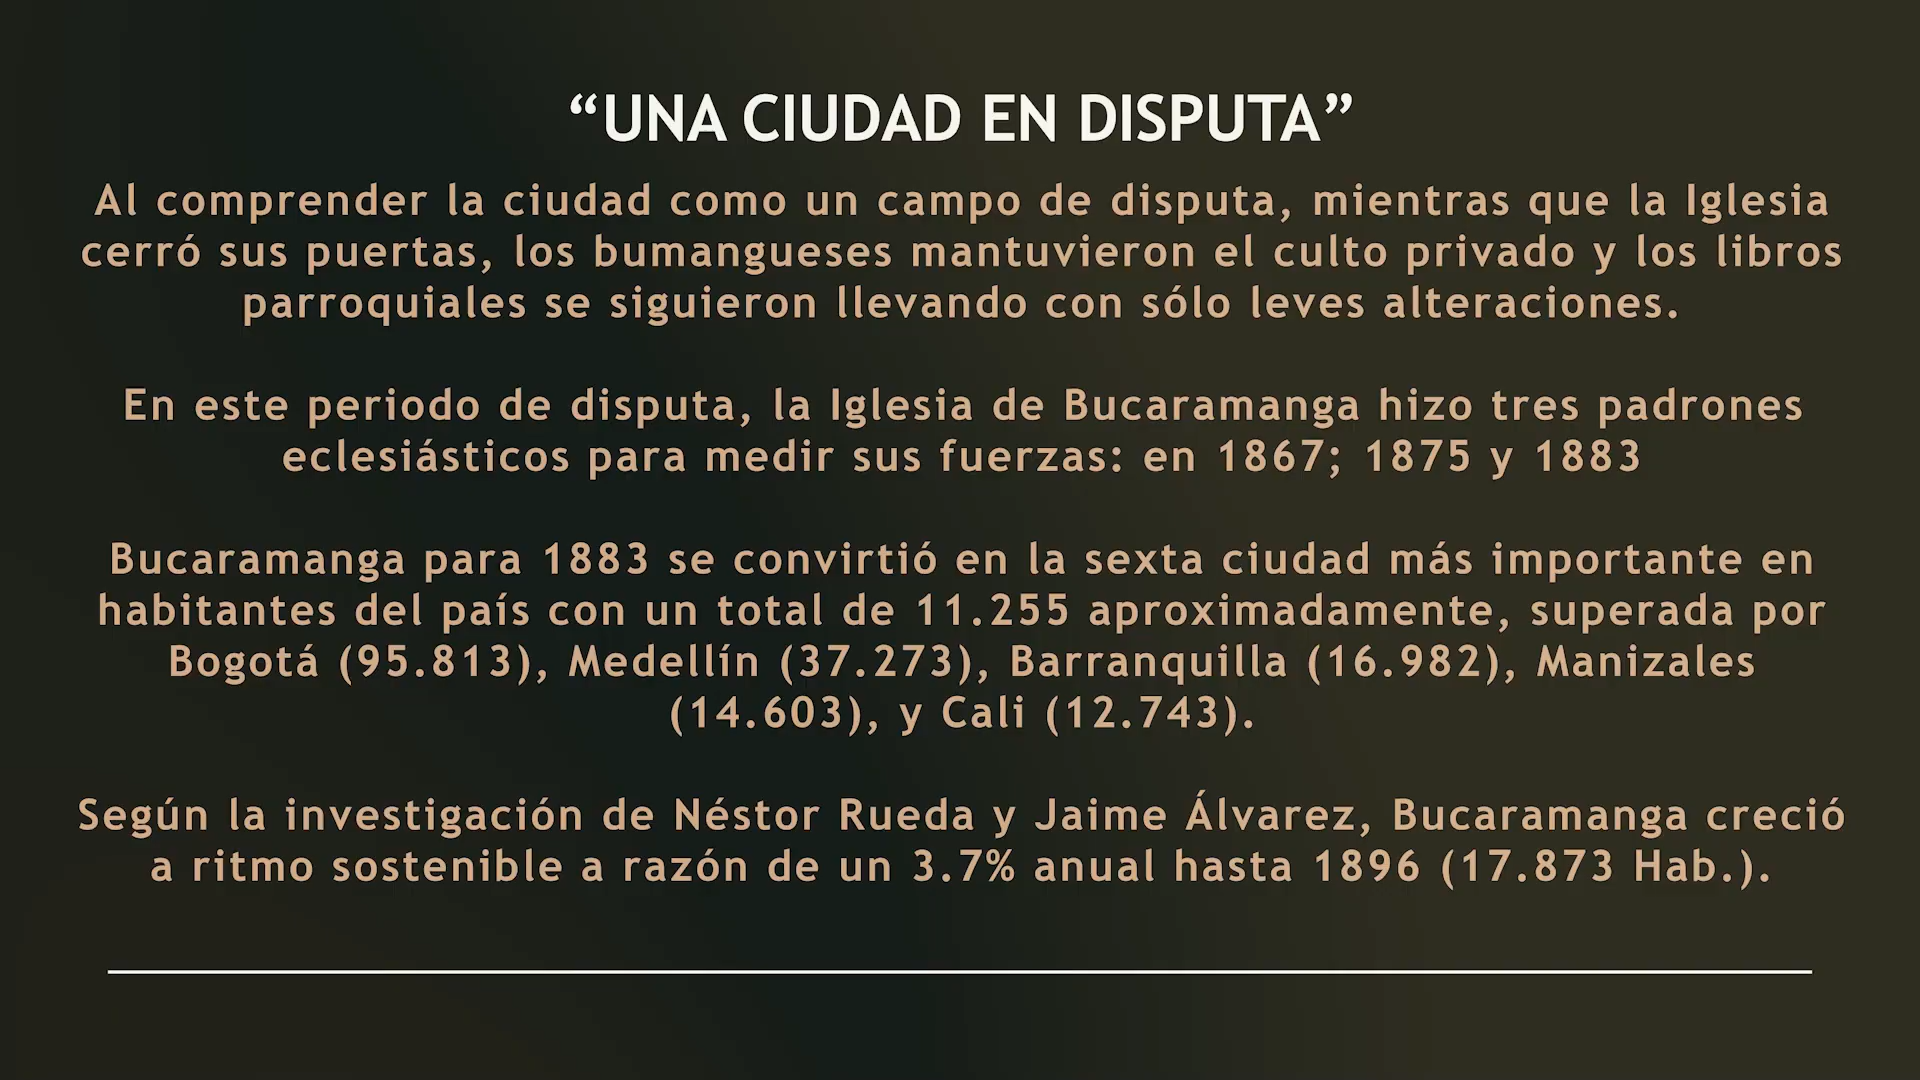 “UNA CIUDAD EN DISPUTA”
Al comprender la ciudad como un campo de disputa, mientras que la Iglesia
cerró sus puertas, los bumangueses mantuvieron el culto privado y los libros
parroquiales se siguieron llevando con sólo leves alteraciones.
En este periodo de disputa, la Iglesia de Bucaramanga hizo tres padrones
eclesiásticos para medir sus fuerzas: en 1867; 1875 y 1883
Bucaramanga para 1883 se convirtió en la sexta ciudad más importante en
habitantes del país con un total de 11.255 aproximadamente, superada por
Bogotá (95.813), Medellín (37.273), Barranquilla (16.982), Manizales
(14.603), y Cali (12.743).
Según la investigación de Néstor Rueda y Jaime Álvarez, Bucaramanga creció
a ritmo sostenible a razón de un 3.7% anual hasta 1896 (17.873 Hab.).